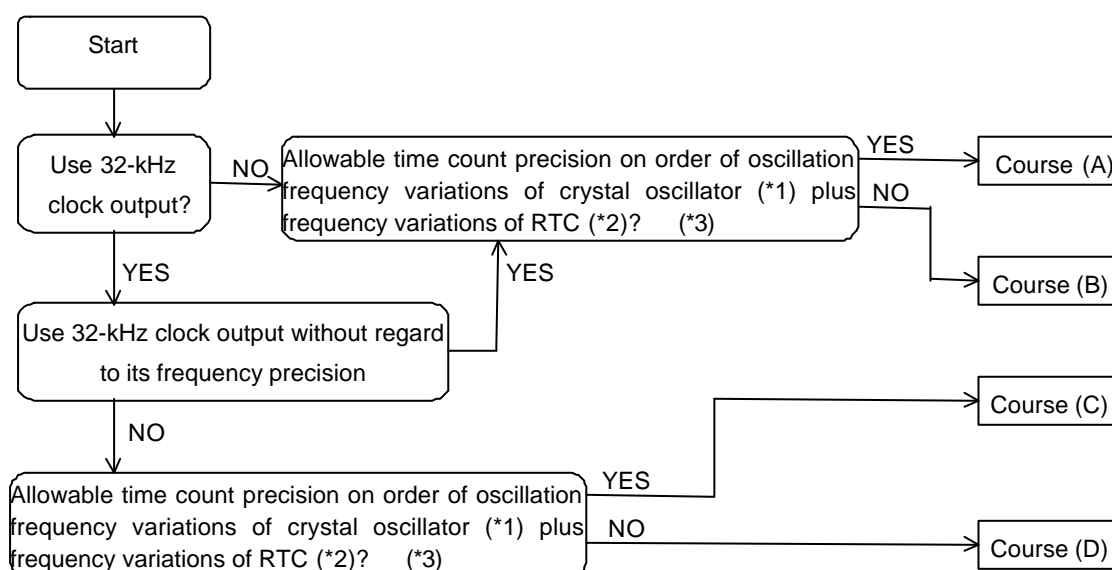 Start
Use 32-kHz
clock output?
NO
Allowable time count precision on order of oscillation
frequency variations of crystal oscillator (*1) plus
frequency variations of RTC (*2)? (*3)
YES
Course (A)
NO
Course (B)
YES
YES
Use 32-kHz clock output without regard
to its frequency precision
Course (C)
NO
Allowable time count precision on order of oscillation
frequency variations of crystal oscillator (*1) plus
frequency variations of RTC (*2)? (*3)
YES
NO
Course (D)